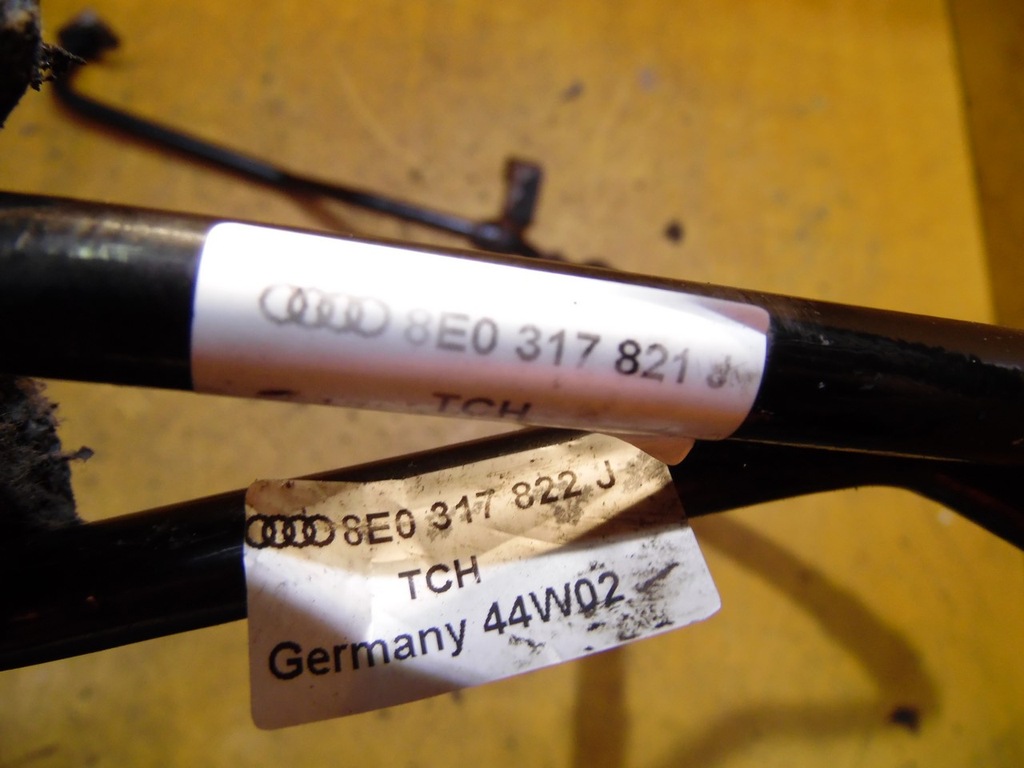 8E0 317 821 J
TCH
8E0 317 822 J
TCH
Germany 44W02